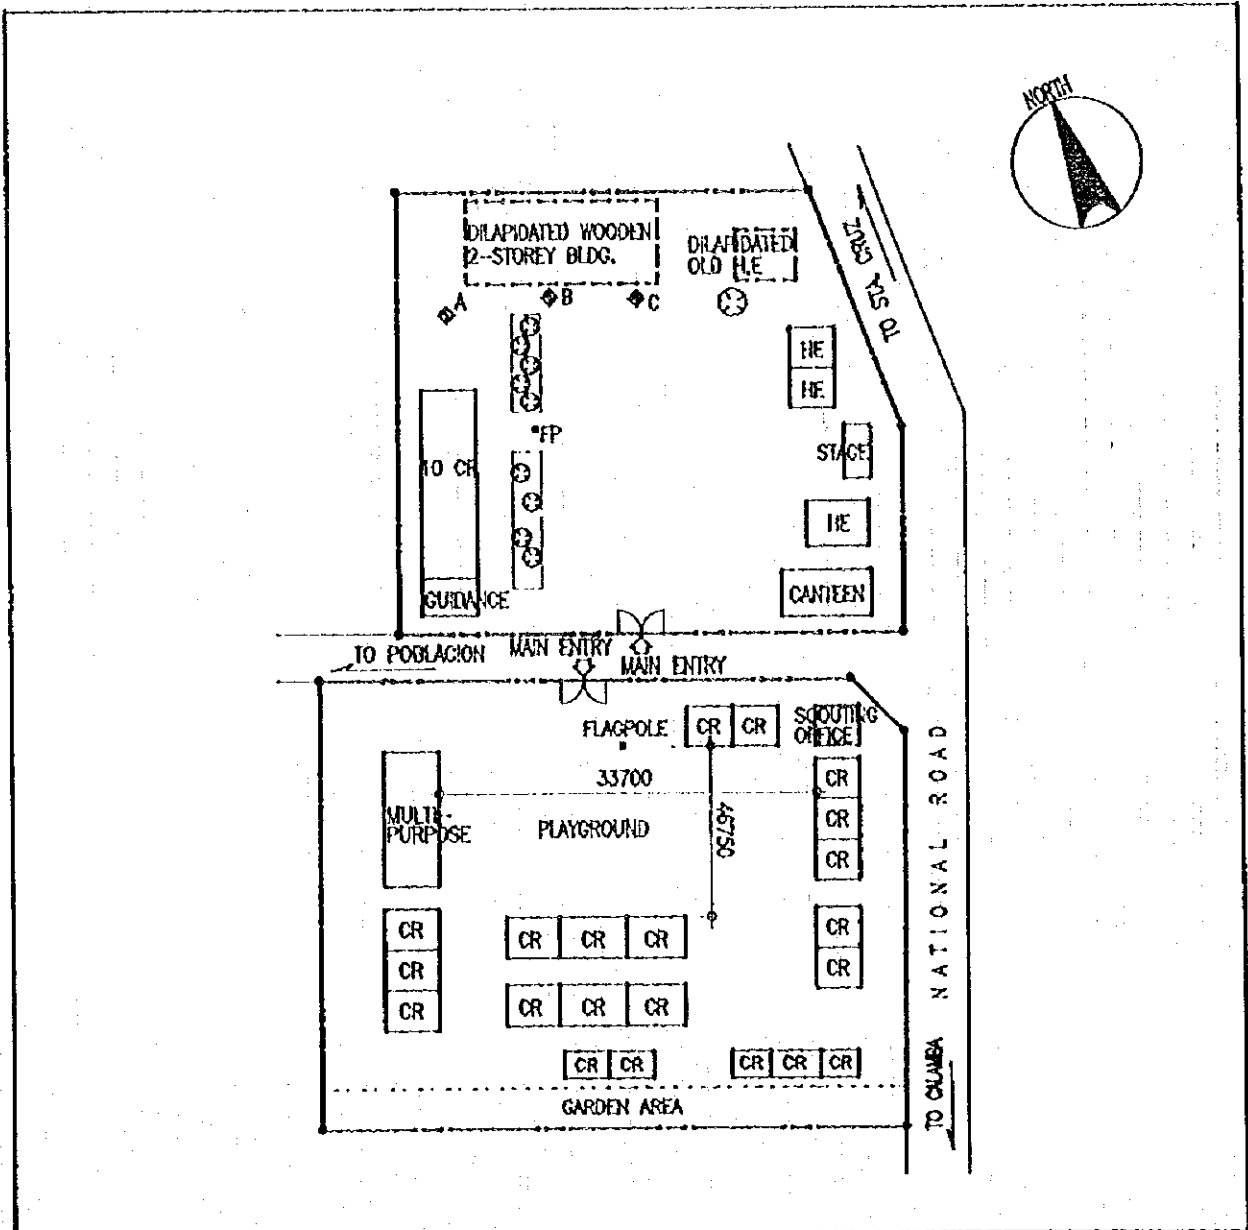 NORTH
DILAPIDATED WOODEN
2-STOREY BLDG.
DILAPIDATED
OLD H.E
TO STA CRUZ
A
B
C
HE
HE
FP
10 CR
STAGE
HE
CANTEEN
GUIDANCE
MAIN ENTRY
TO POBLACION
MAIN ENTRY
FLAGPOLE
CR CR
SCOUTING
OFFICE
33700
CR
46750
MULTI-
PURPOSE
PLAYGROUND
CR
CR
NATIONAL ROAD
CR
CR CR CR
CR
CR
CR
CR
CR CR CR
CR
CR CR
CR CR CR
TO CALAMBA
GARDEN AREA